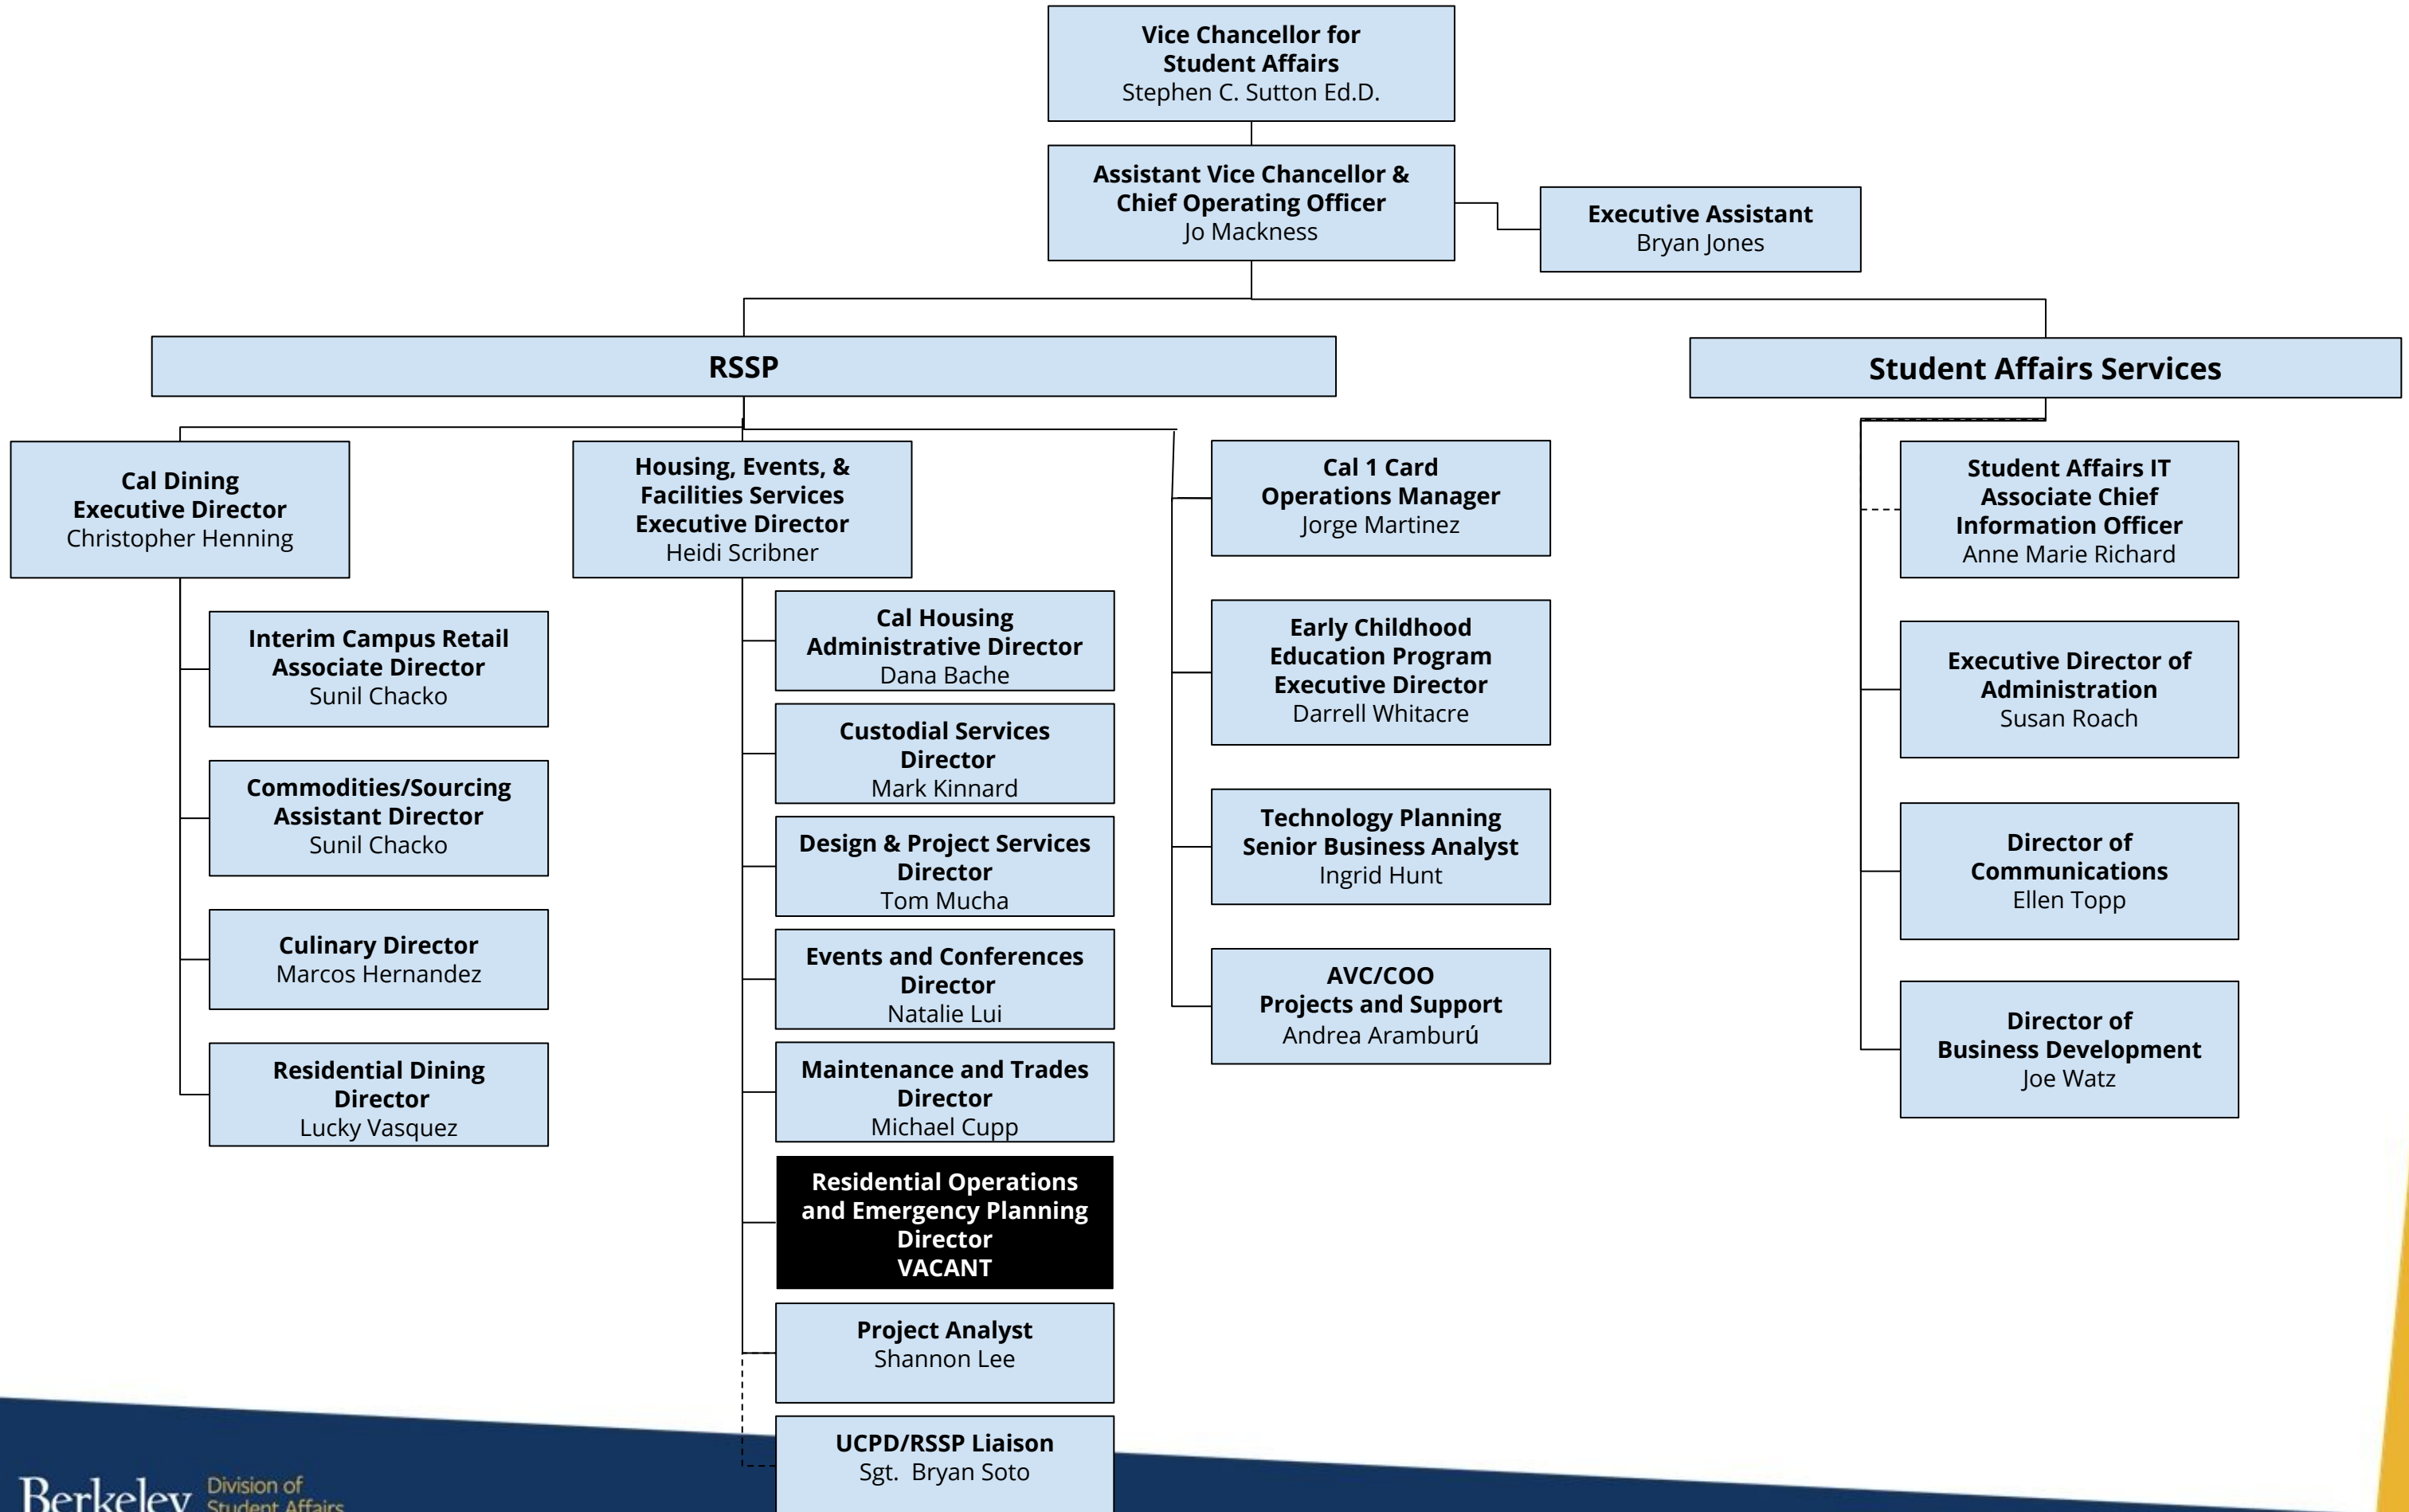 Vice Chancellor for
Student Affairs
Stephen C. Sutton Ed.D.
Assistant Vice Chancellor &
Chief Operating Officer
Jo Mackness
Executive Assistant
Bryan Jones
RSSP
Student Affairs Services
Cal Dining
Executive Director
Christopher Henning
Interim Campus Retail
Associate Director
Sunil Chacko
Commodities/Sourcing
Assistant Director
Sunil Chacko
Culinary Director
Marcos Hernandez
Residential Dining
Director
Lucky Vasquez
Housing, Events, &
Facilities Services
Executive Director
Heidi Scribner
Cal Housing
Administrative Director
Dana Bache
Custodial Services
Director
Mark Kinnard
Design & Project Services
Director
Tom Mucha
Events and Conferences
Director
Natalie Lui
Maintenance and Trades
Director
Michael Cupp
Residential Operations
and Emergency Planning
Director
VACANT
Project Analyst
Shannon Lee
UCPD/RSSP Liaison
Sgt.  Bryan Soto
Cal 1 Card
Operations Manager
Jorge Martinez
Early Childhood
Education Program
Executive Director
Darrell Whitacre
Technology Planning
Senior Business Analyst
Ingrid Hunt
AVC/COO
Projects and Support
Andrea Aramburú
Student Affairs IT
Associate Chief
Information Officer
Anne Marie Richard
Executive Director of
Administration
Susan Roach
Director of
Communications
Ellen Topp
Director of
Business Development
Joe Watz
Berkeley
Division of
Student Affairs